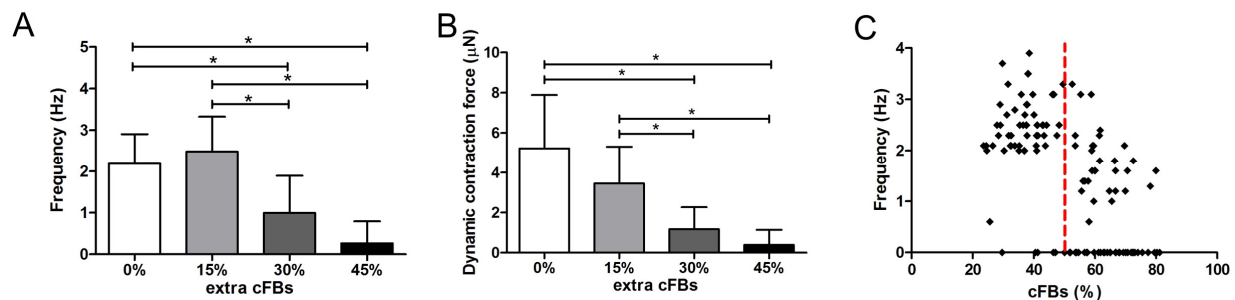 A
Frequency (Hz)
5
4
3
2
1
0
*
*
*
*
0% 15% 30% 45%
extra cFBs
B
Dynamic contraction force (µN)
10
8
6
4
2
0
*
*
*
*
0% 15% 30% 45%
extra cFBs
C
Frequency (Hz)
4
3
2
1
0
0 20 40 60 80 100
cFBs (%)